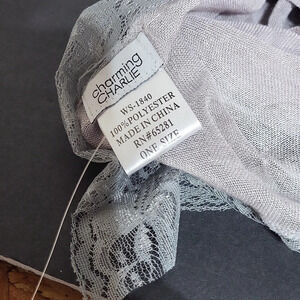 charming
CHARLIE
WS-1840
100%POLYESTER
MADE IN CHINA
RN#65281
ONE SIZE